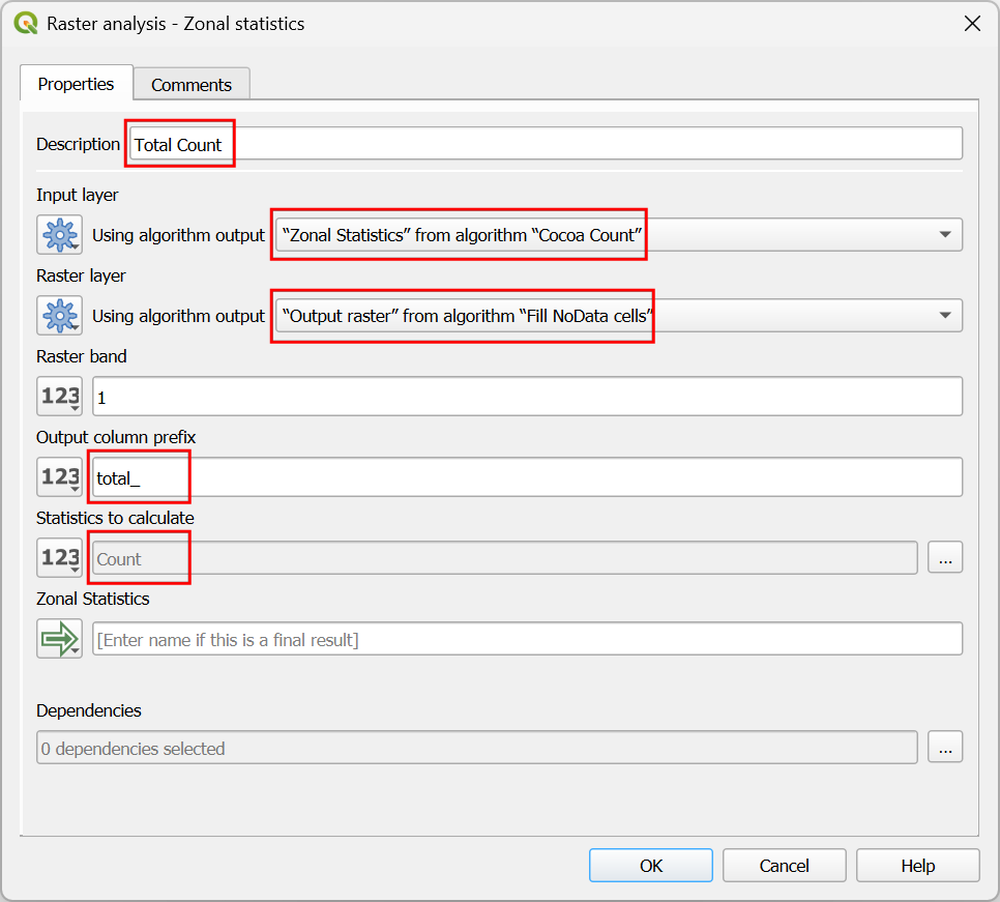 Raster analysis - Zonal statistics
Properties
Comments
Description
Total Count
Input layer
Using algorithm output
“Zonal Statistics” from algorithm “Cocoa Count”
Raster layer
Using algorithm output
“Output raster” from algorithm “Fill NoData cells”
Raster band
123
1
Output column prefix
123
total_
Statistics to calculate
123
Count
...
Zonal Statistics
[Enter name if this is a final result]
Dependencies
0 dependencies selected
...
OK
Cancel
Help